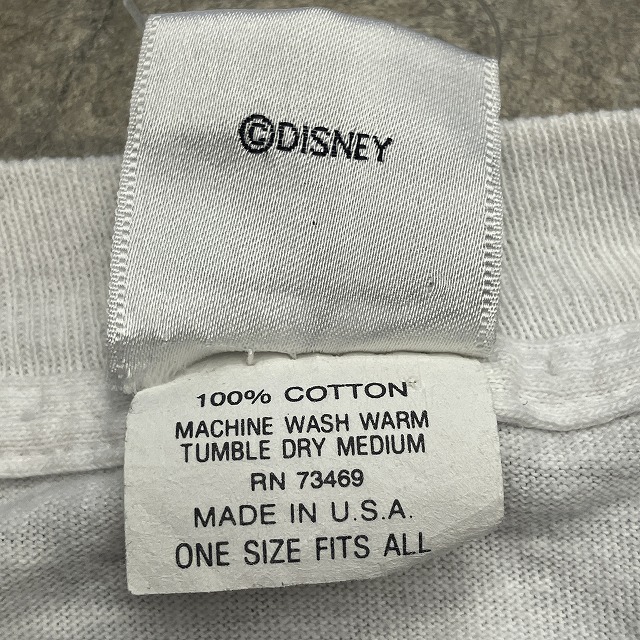 ©DISNEY
100% COTTON
MACHINE WASH WARM
TUMBLE DRY MEDIUM
RN 73469
MADE IN U.S.A.
ONE SIZE FITS ALL